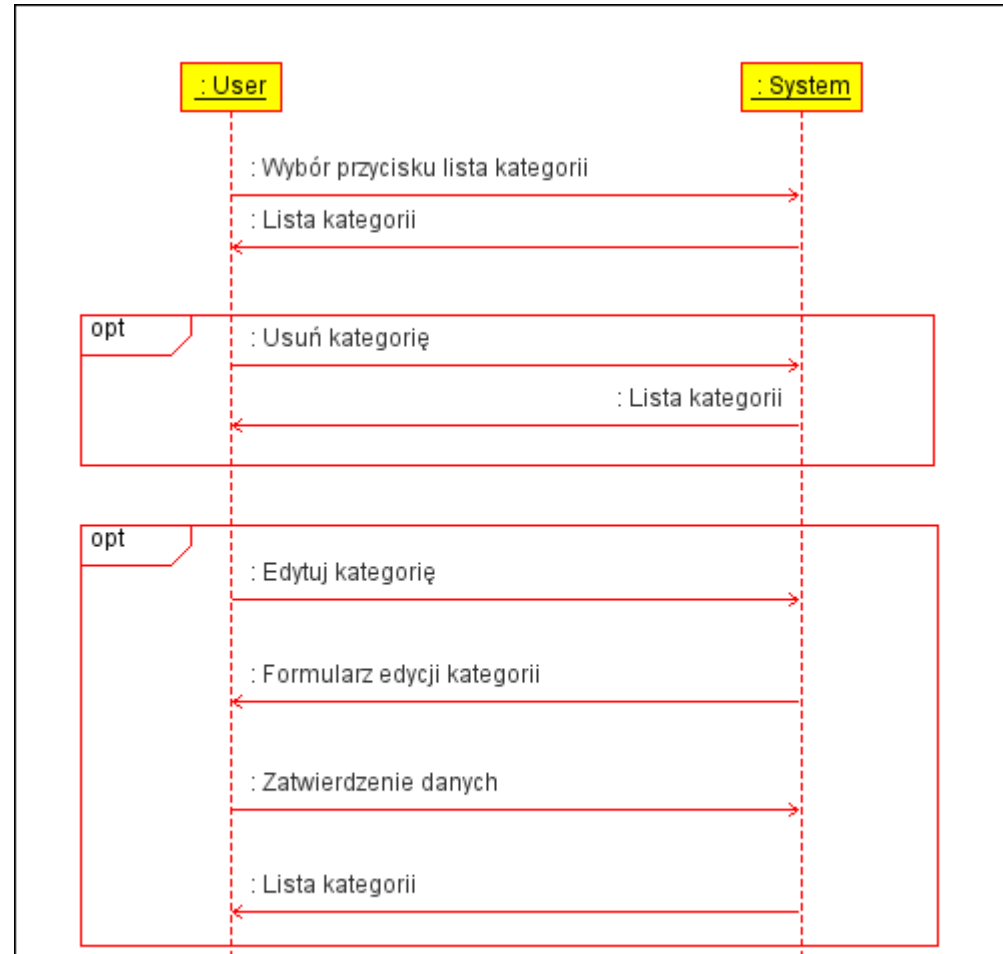 : User
: System
: Wybór przycisku lista kategorii
: Lista kategorii
opt
: Usuń kategorię
: Lista kategorii
opt
: Edytuj kategorię
: Formularz edycji kategorii
: Zatwierdzenie danych
: Lista kategorii